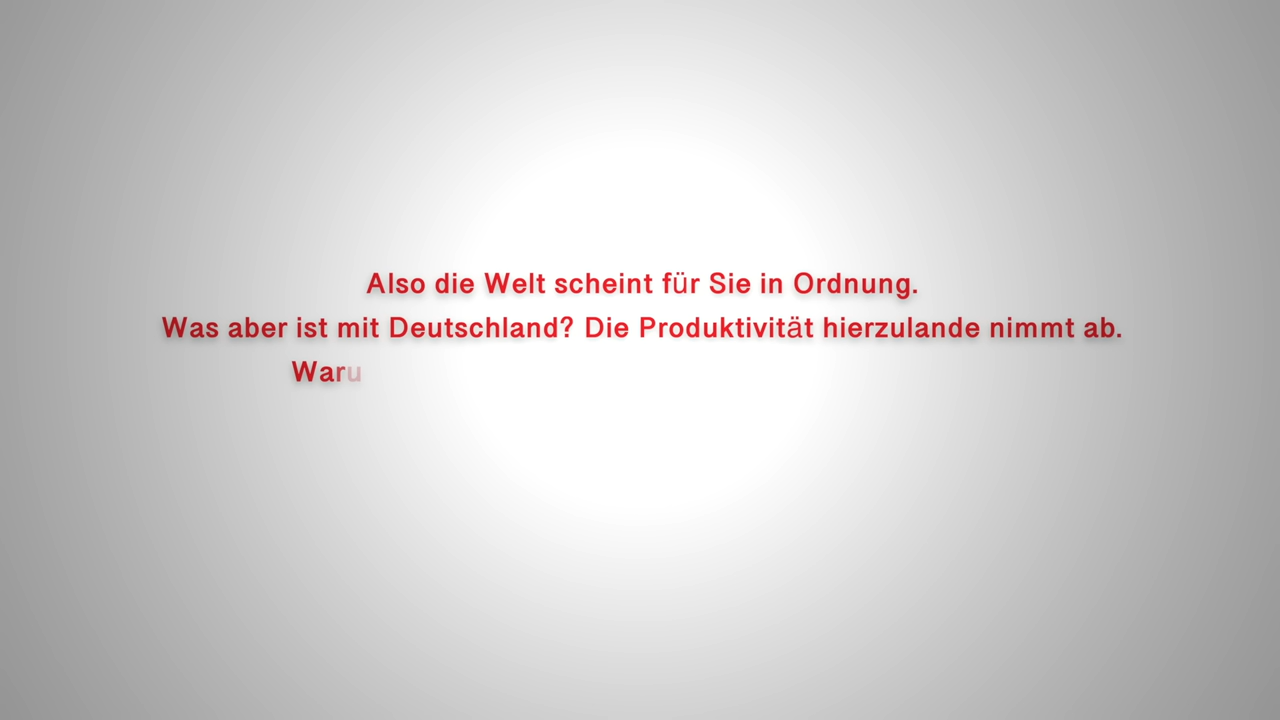 Also die Welt scheint für Sie in Ordnung.
Was aber ist mit Deutschland? Die Produktivität hierzulande nimmt ab.
Waru